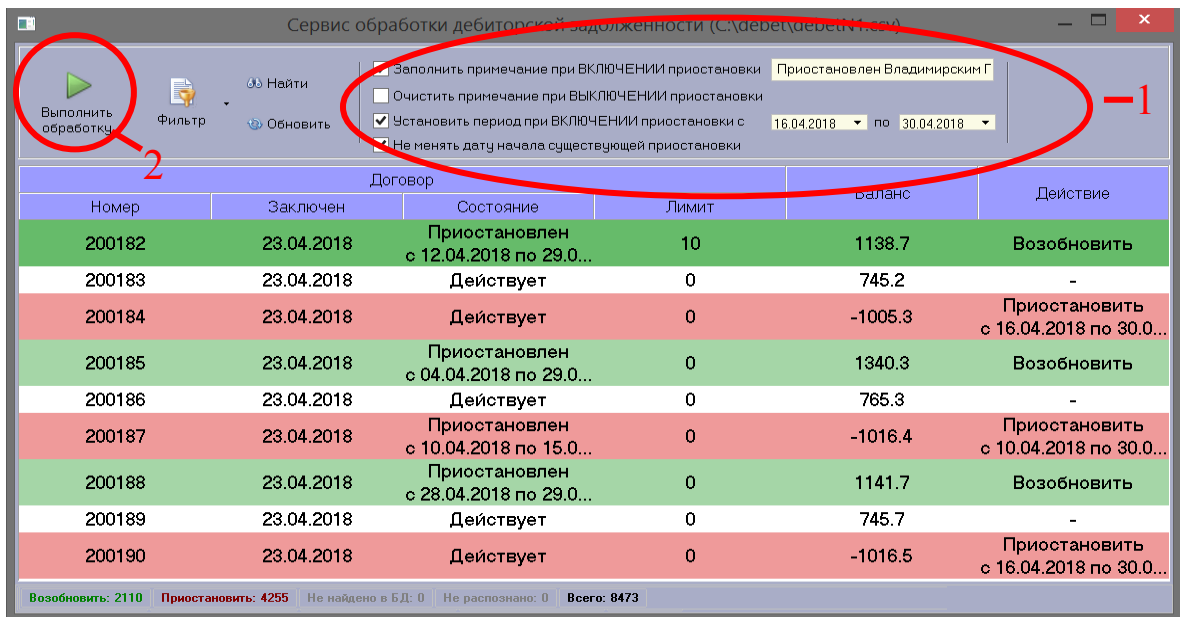 Сервис обработки дебиторской задолженности (C:\debet\debetN1.csv)
Выполнить
обработку
Фильтр
Найти
Обновить
Заполнить примечание при ВКЛЮЧЕНИИ приостановки Приостановлен Владимирским Г
Очистить примечание при ВЫКЛЮЧЕНИИ приостановки
Установить период при ВКЛЮЧЕНИИ приостановки с 16.04.2018 по 30.04.2018
Не менять дату начала существующей приостановки
1
2
Договор
Баланс
Действие
Номер Заключен Состояние Лимит
200182 23.04.2018 Приостановлен 10 1138.7 Возобновить
с 12.04.2018 по 29.0...
200183 23.04.2018 Действует 0 745.2 -
200184 23.04.2018 Действует 0 -1005.3 Приостановить
с 16.04.2018 по 30.0...
200185 23.04.2018 Приостановлен 0 1340.3 Возобновить
с 04.04.2018 по 29.0...
200186 23.04.2018 Действует 0 765.3 -
200187 23.04.2018 Приостановлен 0 -1016.4 Приостановить
с 10.04.2018 по 15.0... с 10.04.2018 по 30.0...
200188 23.04.2018 Приостановлен 0 1141.7 Возобновить
с 28.04.2018 по 29.0...
200189 23.04.2018 Действует 0 745.7 -
200190 23.04.2018 Действует 0 -1016.5 Приостановить
с 16.04.2018 по 30.0...
Возобновить: 2110 Приостановить: 4255 Не найдено в БД: 0 Не распознано: 0 Всего: 8473